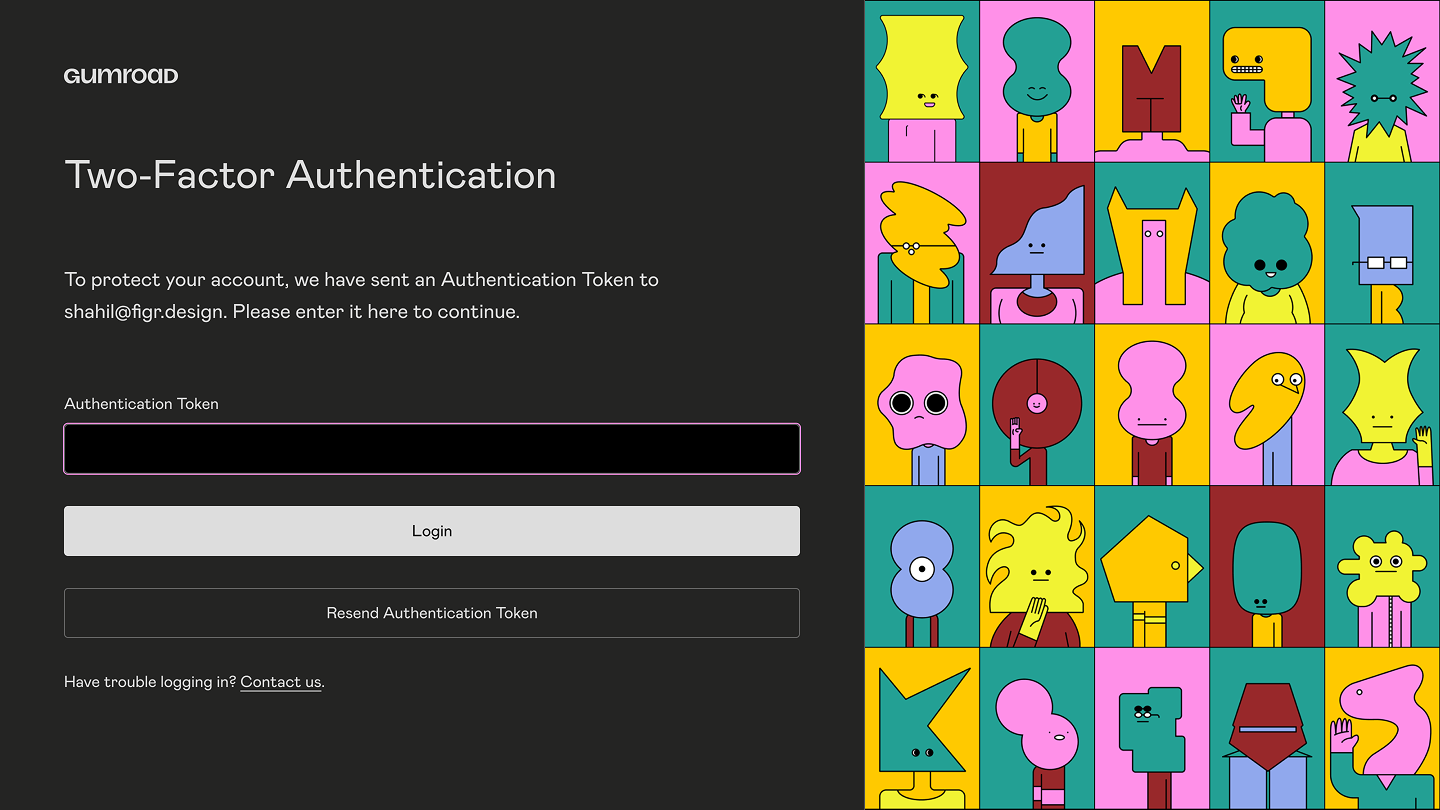 GUMROAD
Two-Factor Authentication
To protect your account, we have sent an Authentication Token to
shahil@figr.design. Please enter it here to continue.
Authentication Token
Login
Resend Authentication Token
Have trouble logging in? Contact us.